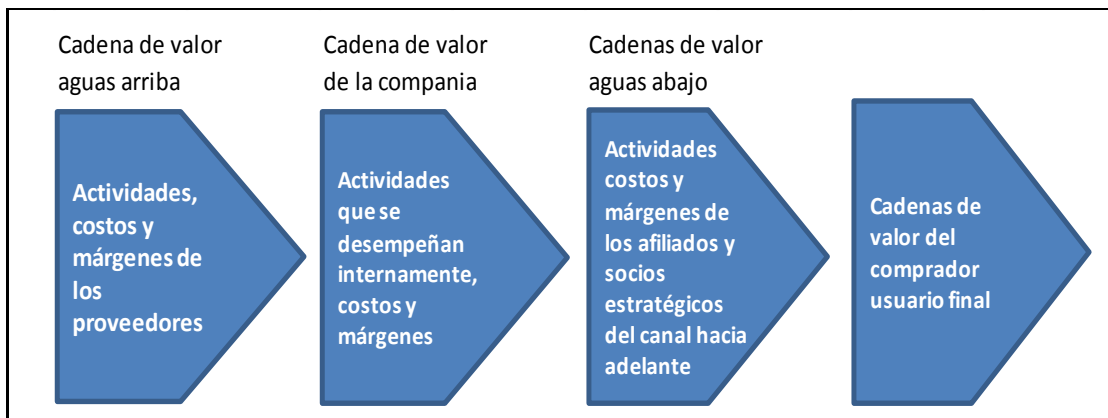 Cadena de valor
aguas arriba
Cadena de valor
de la compania
Cadenas de valor
aguas abajo
Actividades,
costos y
márgenes de
los
proveedores
Actividades
que se
desempeñan
internamente,
costos y
márgenes
Actividades
costos y
márgenes de
los afiliados y
socios
estratégicos
del canal hacia
adelante
Cadenas de
valor del
comprador
usuario final